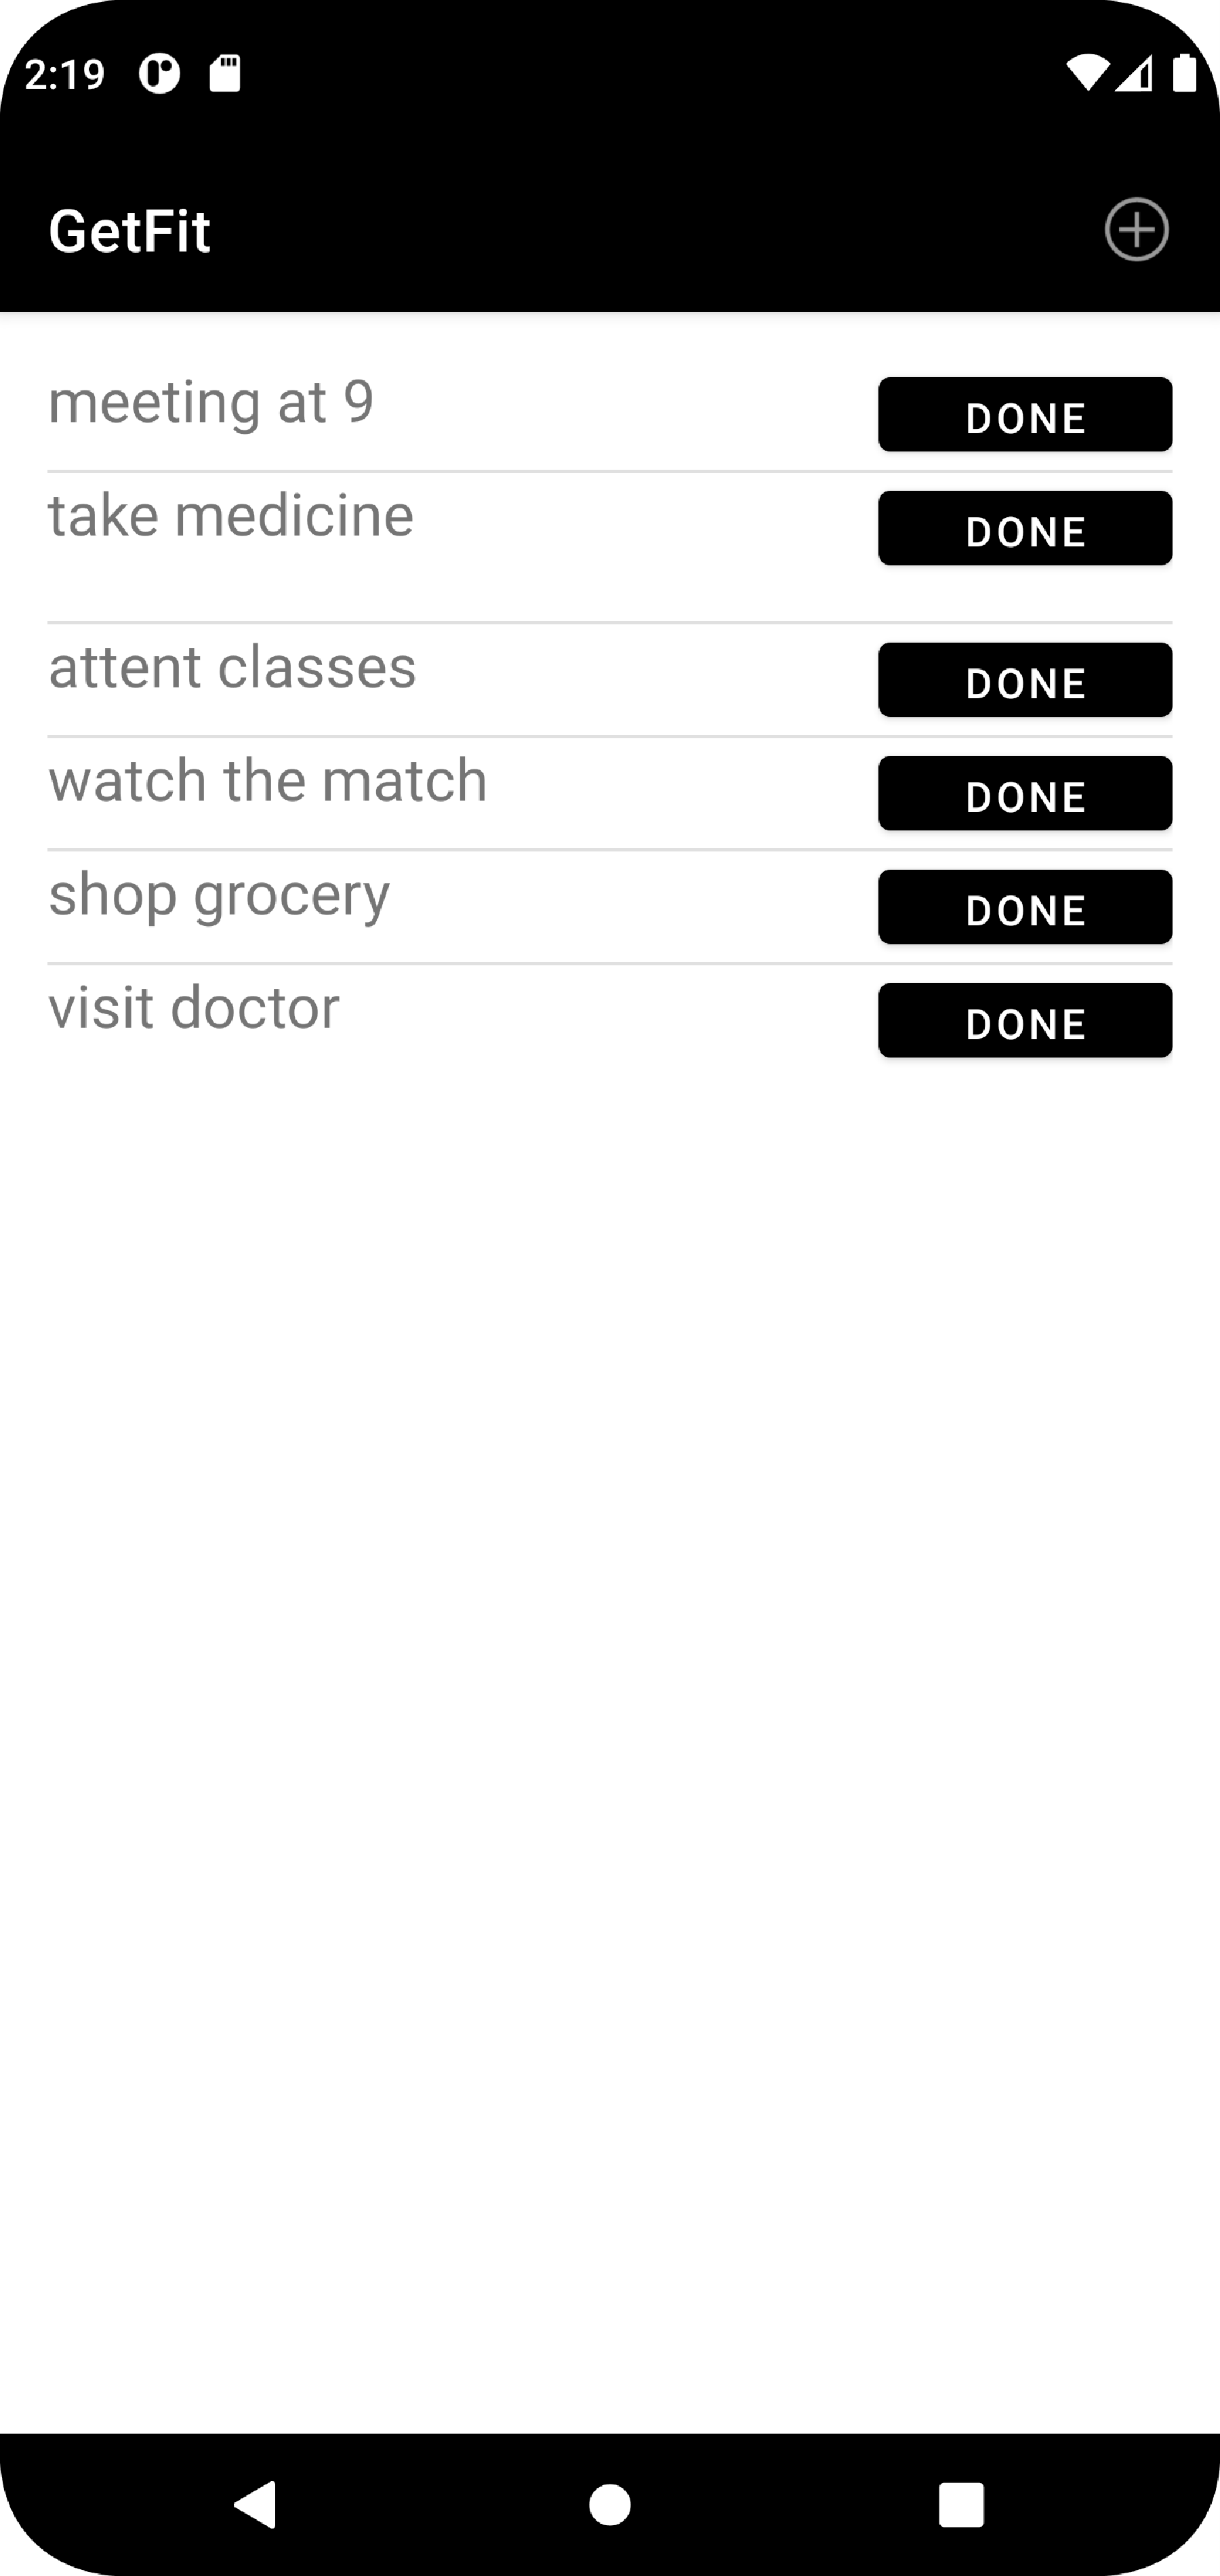 2:19
GetFit
meeting at 9
DONE
take medicine
DONE
attent classes
DONE
watch the match
DONE
shop grocery
DONE
visit doctor
DONE